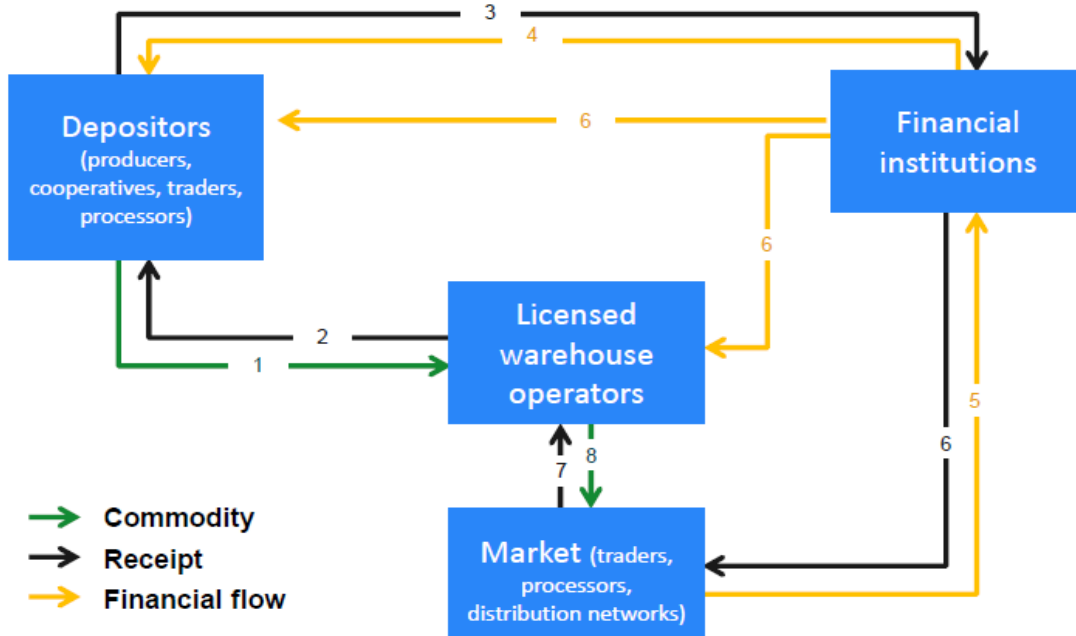 3
4
Depositors
(producers,
cooperatives, traders,
processors)
6
Financial
institutions
6
2
1
Licensed
warehouse
operators
5
6
7
8
Commodity
Receipt
Financial flow
Market (traders,
processors,
distribution networks)